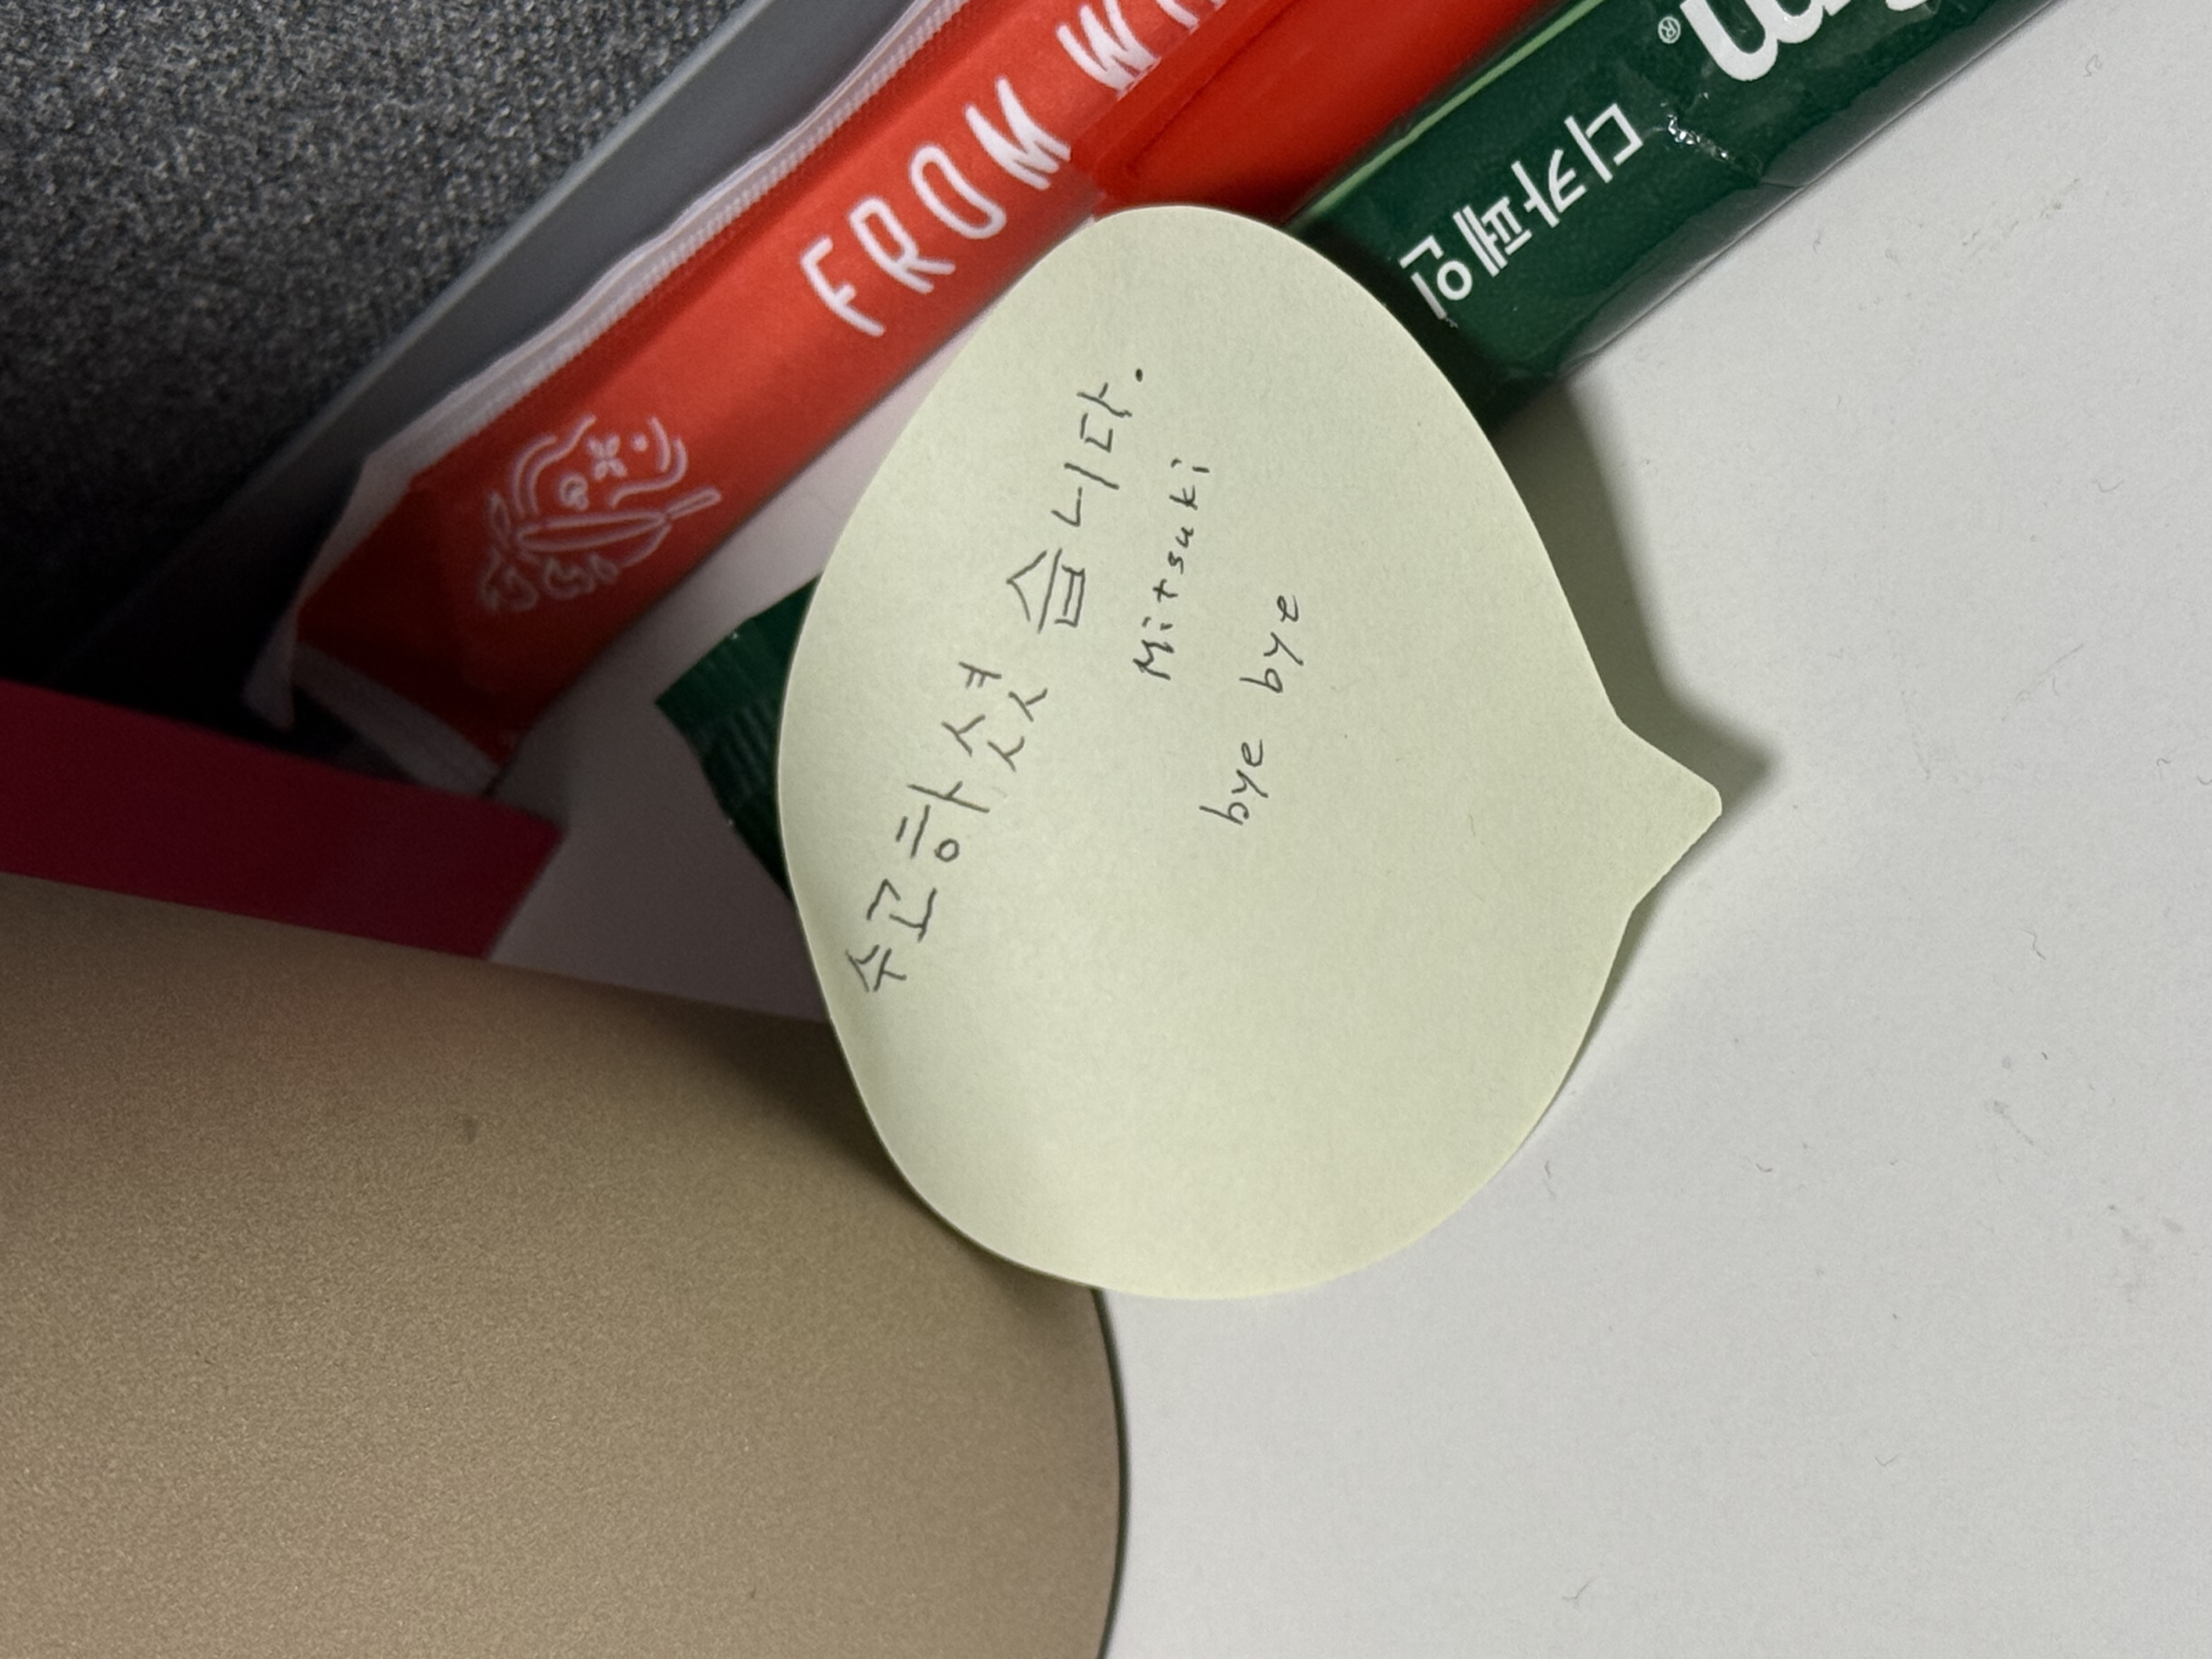 FROM
디카페인
수고하셨습니다.
Mitsuki
bye bye